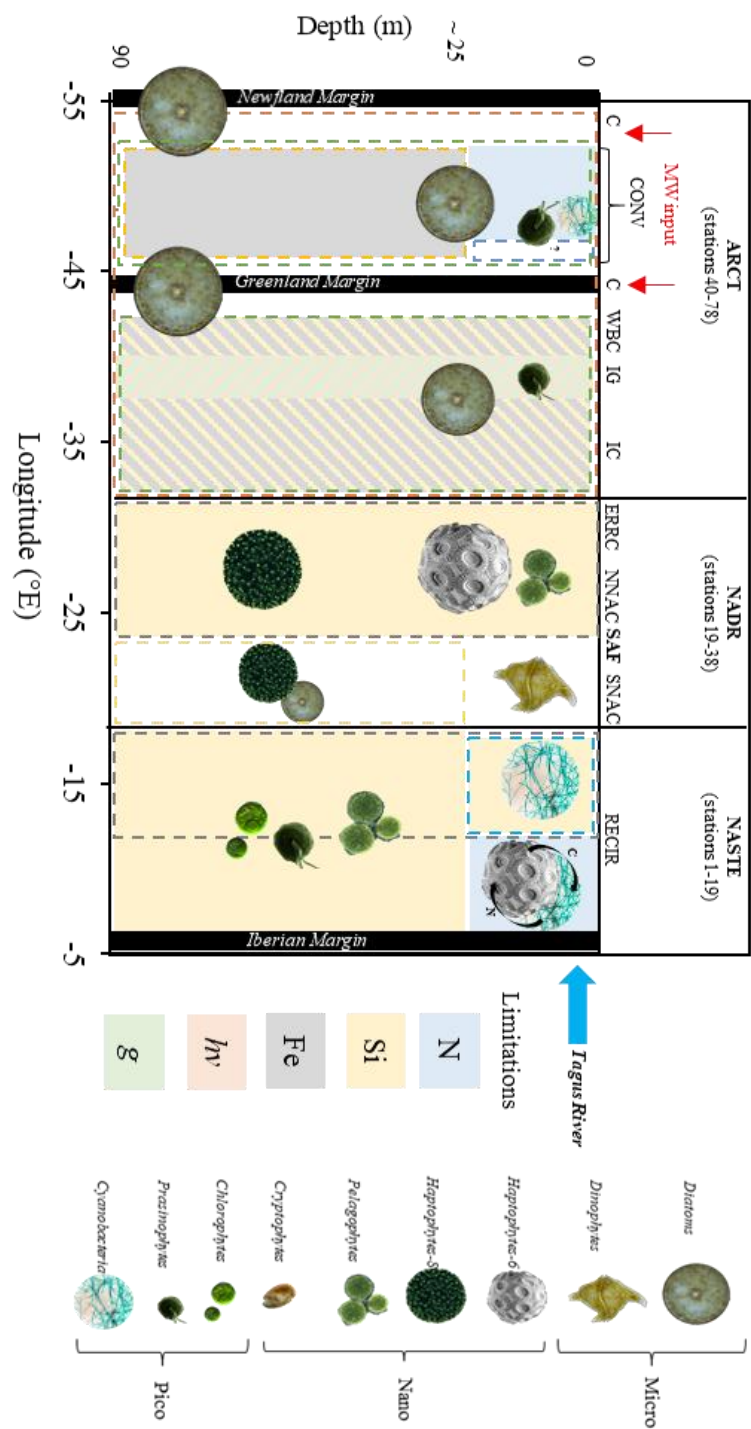 ARCT
(stations 40-78)
NADR
(stations 19-38)
NASTE
(stations 1-19)
MW input
CONV
C
C
WBC
IG
IC
ERRC
NNAC
SAF
SNAC
RECIR
Depth (m)
0
~ 25
90
Newfland Margin
Greenland Margin
Iberian Margin
?
C
N
-55
-45
-35
-25
-15
-5
Longitude (°E)
Tagus River
Limitations
N
Si
Fe
hv
g
Diatoms
Dinophytes
Haptophytes-6
Haptophytes-8
Pelagophytes
Cryptophytes
Chlorophytes
Prasinophytes
Cyanobacteria
Micro
Nano
Pico